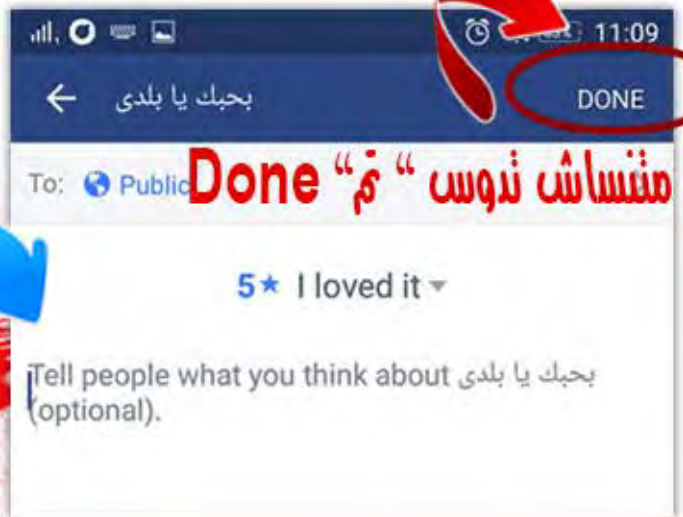 11:09
بحبك يا بلدى DONE
To: Public
متنساش تدوس “ تم “ Done
5★ I loved it
Tell people what you think about بحبك يا بلدى
(optional).